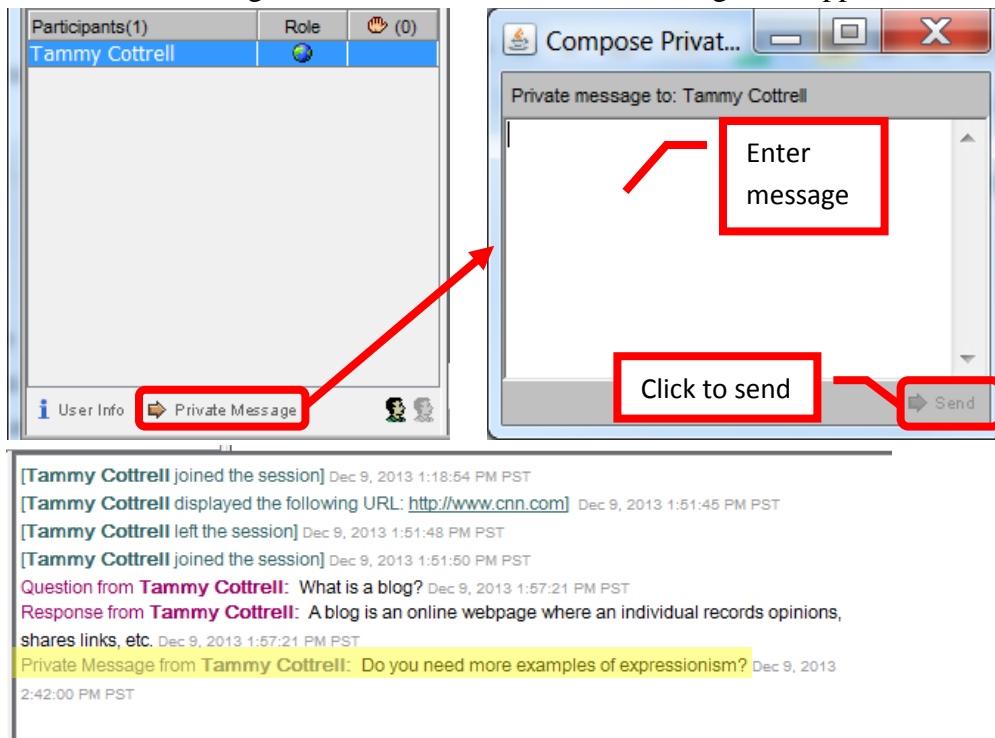 Participants(1) Role (0)
Tammy Cottrell
User Info Private Message
Compose Privat...
Private message to: Tammy Cottrell
Enter
message
Click to send
Send
[Tammy Cottrell joined the session] Dec 9, 2013 1:18:54 PM PST
[Tammy Cottrell displayed the following URL: http://www.cnn.com] Dec 9, 2013 1:51:45 PM PST
[Tammy Cottrell left the session] Dec 9, 2013 1:51:48 PM PST
[Tammy Cottrell joined the session] Dec 9, 2013 1:51:50 PM PST
Question from Tammy Cottrell: What is a blog? Dec 9, 2013 1:57:21 PM PST
Response from Tammy Cottrell: A blog is an online webpage where an individual records opinions,
shares links, etc. Dec 9, 2013 1:57:21 PM PST
Private Message from Tammy Cottrell: Do you need more examples of expressionism? Dec 9, 2013
2:42:00 PM PST